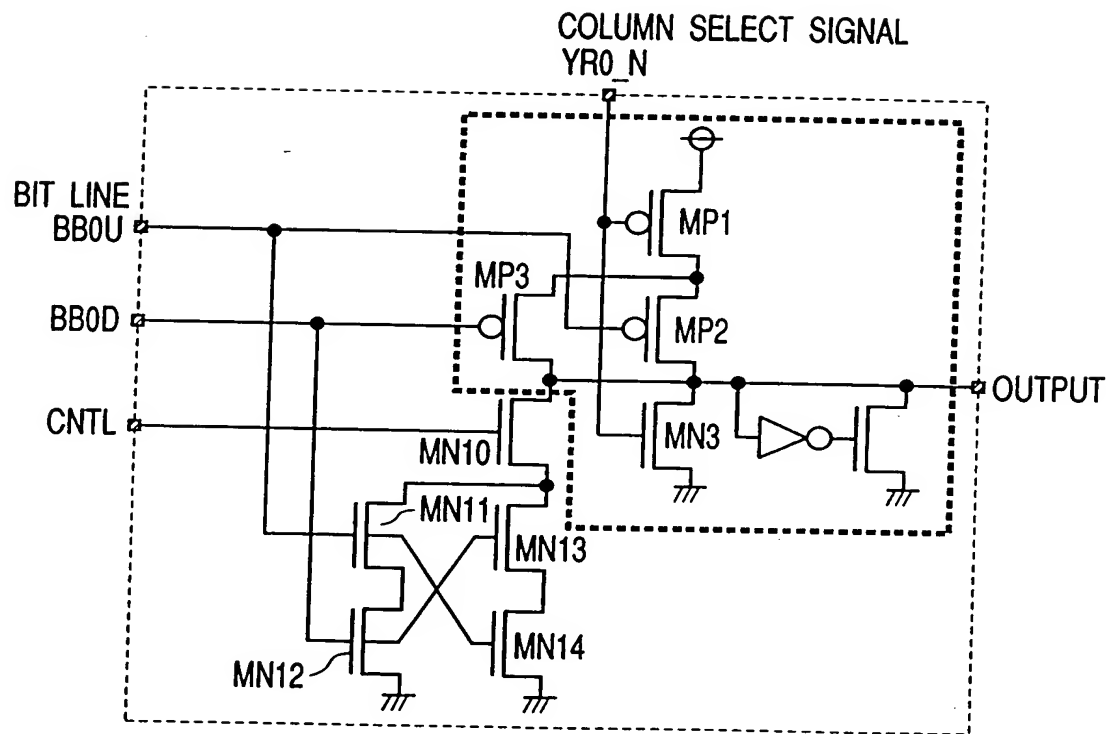 COLUMN SELECT SIGNAL
YR0_N
BIT LINE
BB0U
MP1
MP3
BB0D
MP2
OUTPUT
CNTL
MN10
MN3
MN11
MN13
MN12
MN14